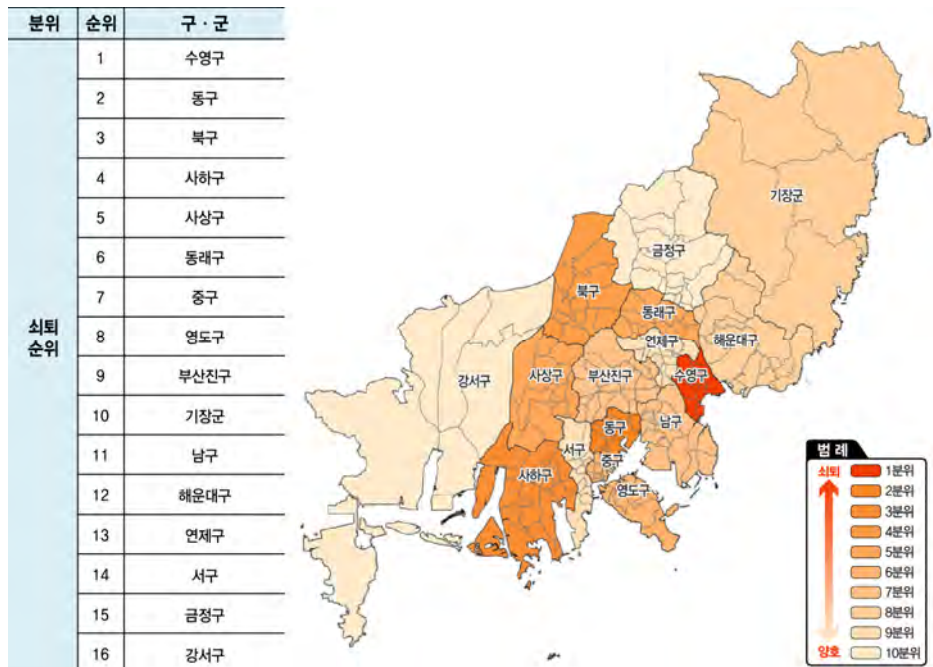 분위 순위 구·군
쇠퇴
순위
1 수영구
2 동구
3 북구
4 사하구
5 사상구
6 동래구
7 중구
8 영도구
9 부산진구
10 기장군
11 남구
12 해운대구
13 연제구
14 서구
15 금정구
16 강서구
기장군
금정구
북구
동래구
연제구
해운대구
강서구
사상구
부산진구
수영구
동구
남구
서구
중구
사하구
영도구
범례
쇠퇴
1분위
2분위
3분위
4분위
5분위
6분위
7분위
8분위
9분위
양호
10분위